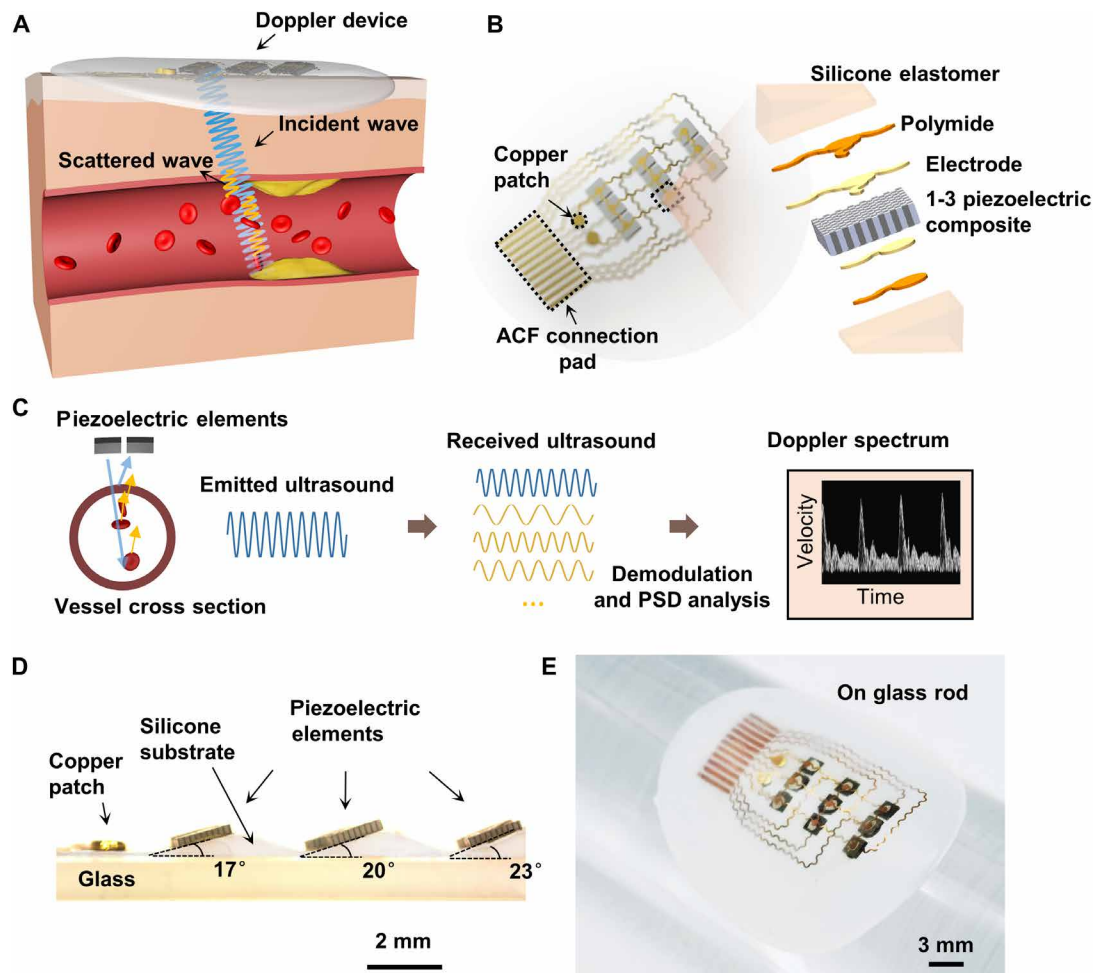 A
Doppler device
Incident wave
Scattered wave
B
Silicone elastomer
Polymide
Copper
patch
Electrode
1-3 piezoelectric
composite
ACF connection
pad
C
Piezoelectric elements
Emitted ultrasound
Vessel cross section
Received ultrasound
...
Demodulation
and PSD analysis
Doppler spectrum
Velocity
Time
D
Copper
patch
Silicone
substrate
Piezoelectric
elements
17°
20°
23°
Glass
2 mm
E
On glass rod
3 mm